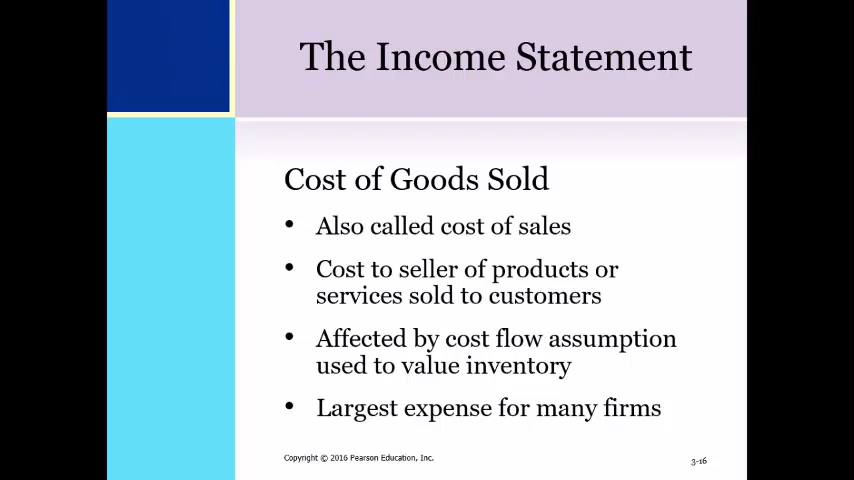 The Income Statement
Cost of Goods Sold
• Also called cost of sales
• Cost to seller of products or
services sold to customers
• Affected by cost flow assumption
used to value inventory
• Largest expense for many firms
Copyright © 2016 Pearson Education, Inc.
3-16